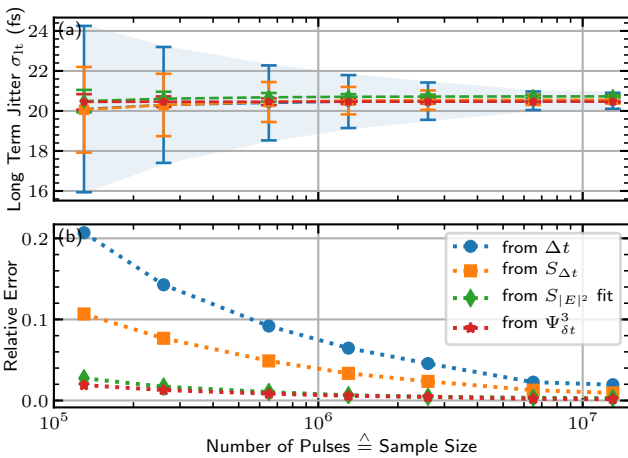 Long Term Jitter σ_lt (fs)
24
22
20
18
16
(a)
Relative Error
0.2
0.1
0.0
(b)
from Δt
from S_Δt
from S_|E|² fit
from Ψ³_δt
10⁵
10⁶
10⁷
Number of Pulses ≙ Sample Size